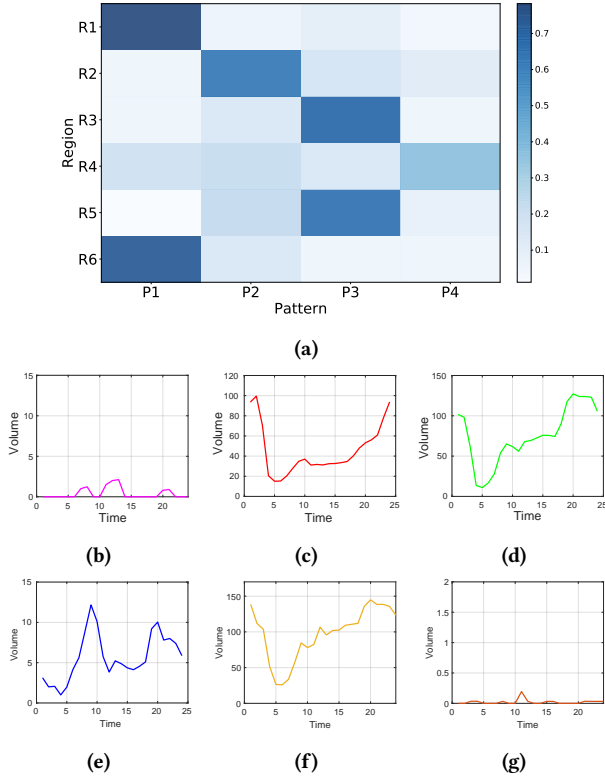 R1
R2
R3
R4
R5
R6
Region
P1 P2 P3 P4
Pattern
0.7
0.6
0.5
0.4
0.3
0.2
0.1
(a)
15
10
5
0
Volume
0 5 10 15 20
Time
(b)
120
100
80
60
40
20
0
Volume
0 5 10 15 20 25
Time
(c)
150
100
50
0
Volume
0 5 10 15 20 25
Time
(d)
15
10
5
0
Volume
0 5 10 15 20 25
Time
(e)
150
100
50
0
Volume
0 5 10 15 20
Time
(f)
2
1.5
1
0.5
0
Volume
0 5 10 15 20
Time
(g)